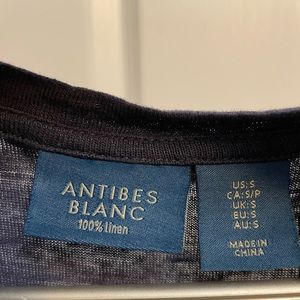 ANTIBES
BLANC
100% linen
US:S
CA:S/P
UK:S
EU:S
AU:S
MADE IN
CHINA